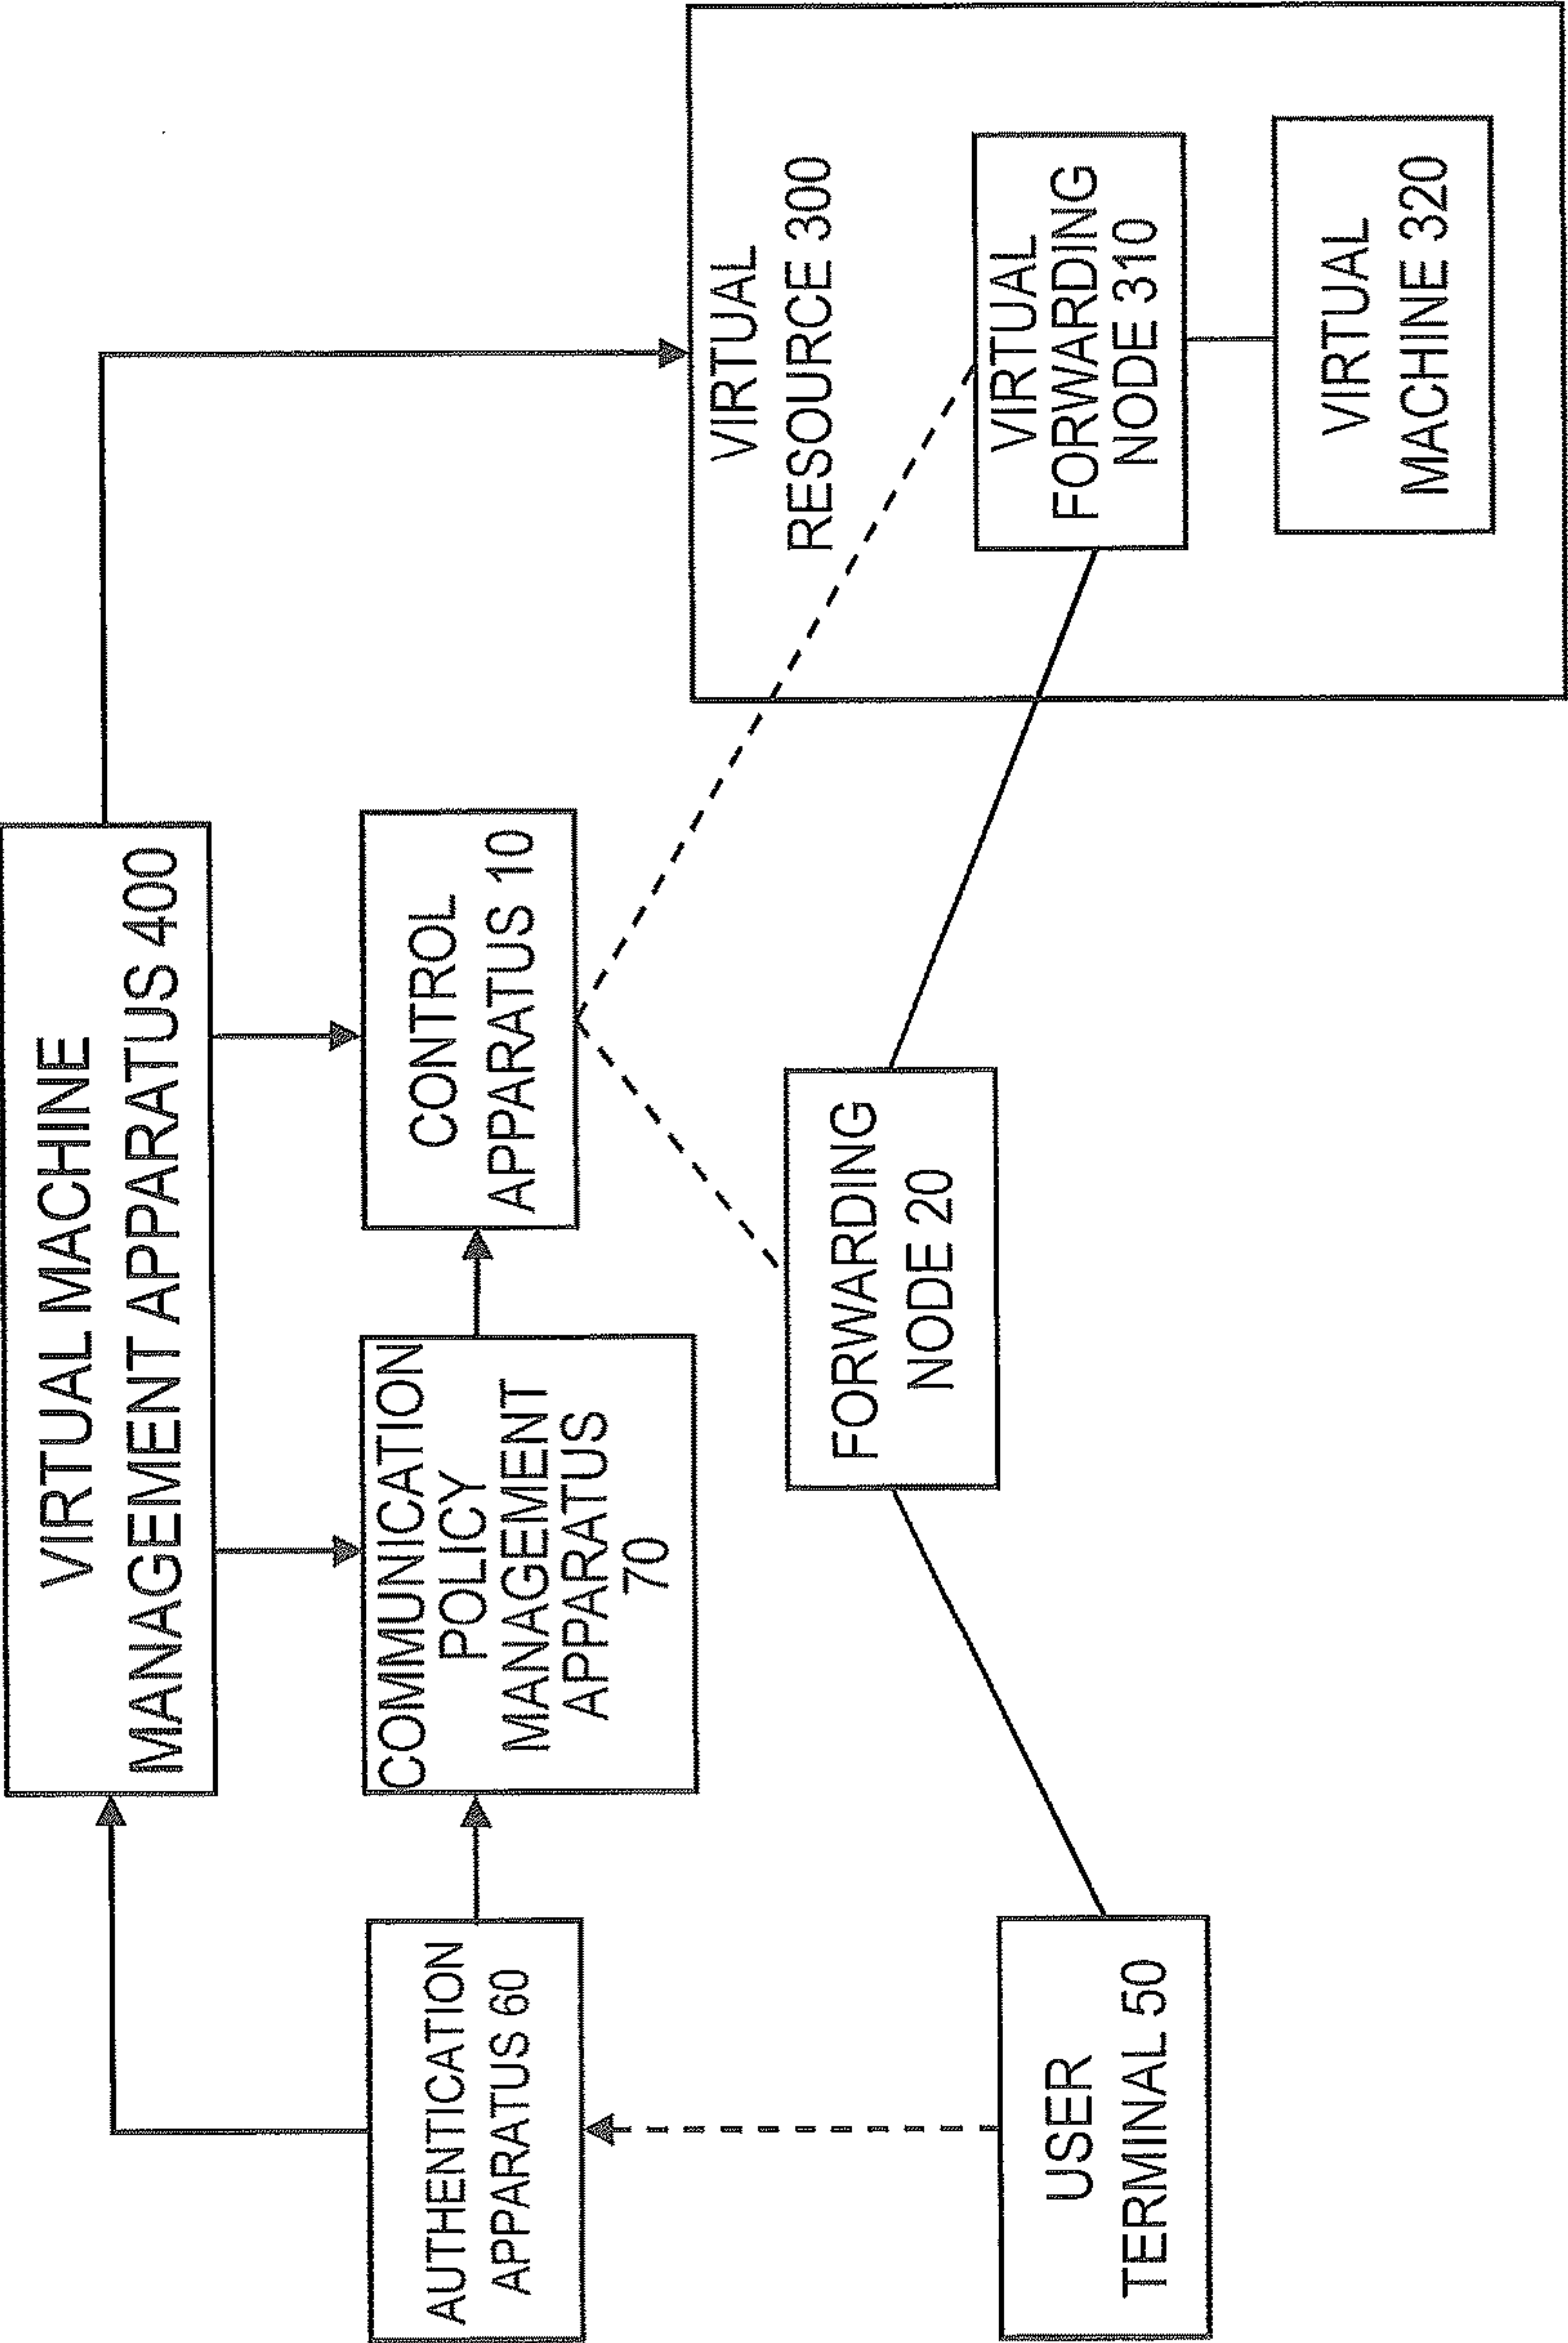 VIRTUAL MACHINE
MANAGEMENT APPARATUS 400
AUTHENTICATION
APPARATUS 60
COMMUNICATION
POLICY
MANAGEMENT
APPARATUS
70
CONTROL
APPARATUS 10
VIRTUAL
RESOURCE 300
USER
TERMINAL 50
FORWARDING
NODE 20
VIRTUAL
FORWARDING
NODE 310
VIRTUAL
MACHINE 320